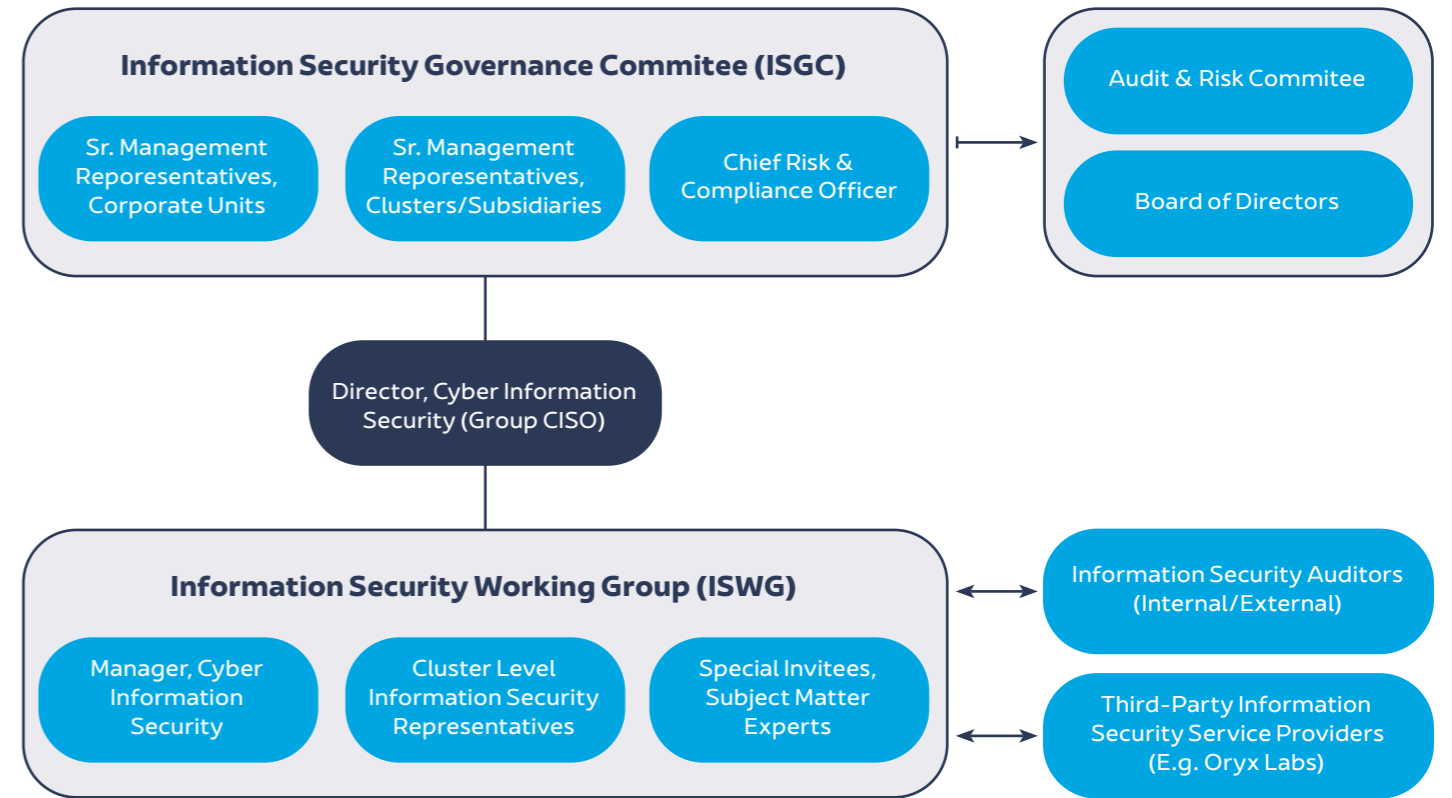 Information Security Governance Commitee (ISGC)
Sr. Management
Reporesentatives,
Corporate Units
Sr. Management
Reporesentatives,
Clusters/Subsidiaries
Chief Risk &
Compliance Officer
Audit & Risk Commitee
Board of Directors
Director, Cyber Information
Security (Group CISO)
Information Security Working Group (ISWG)
Manager, Cyber
Information
Security
Cluster Level
Information Security
Representatives
Special Invitees,
Subject Matter
Experts
Information Security Auditors
(Internal/External)
Third-Party Information
Security Service Providers
(E.g. Oryx Labs)